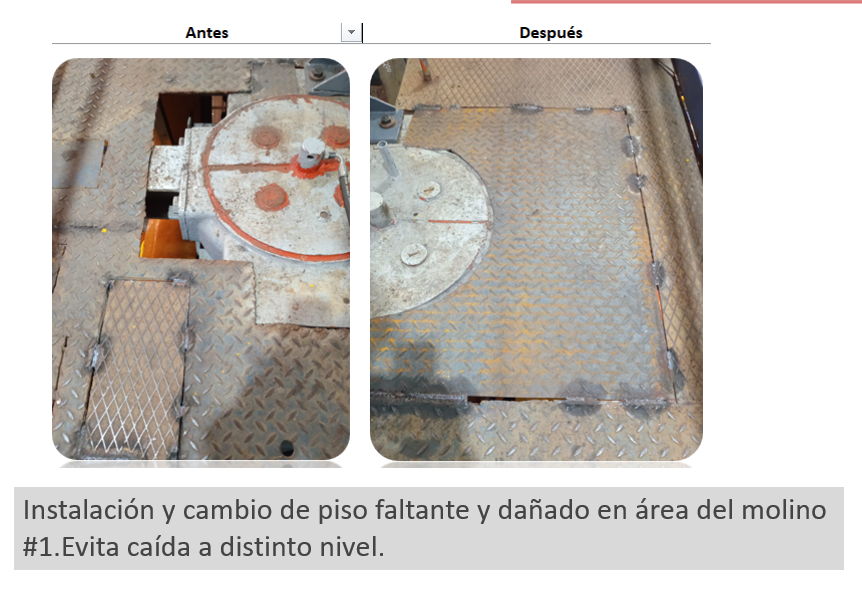 Antes
Después
Instalación y cambio de piso faltante y dañado en área del molino
#1.Evita caída a distinto nivel.